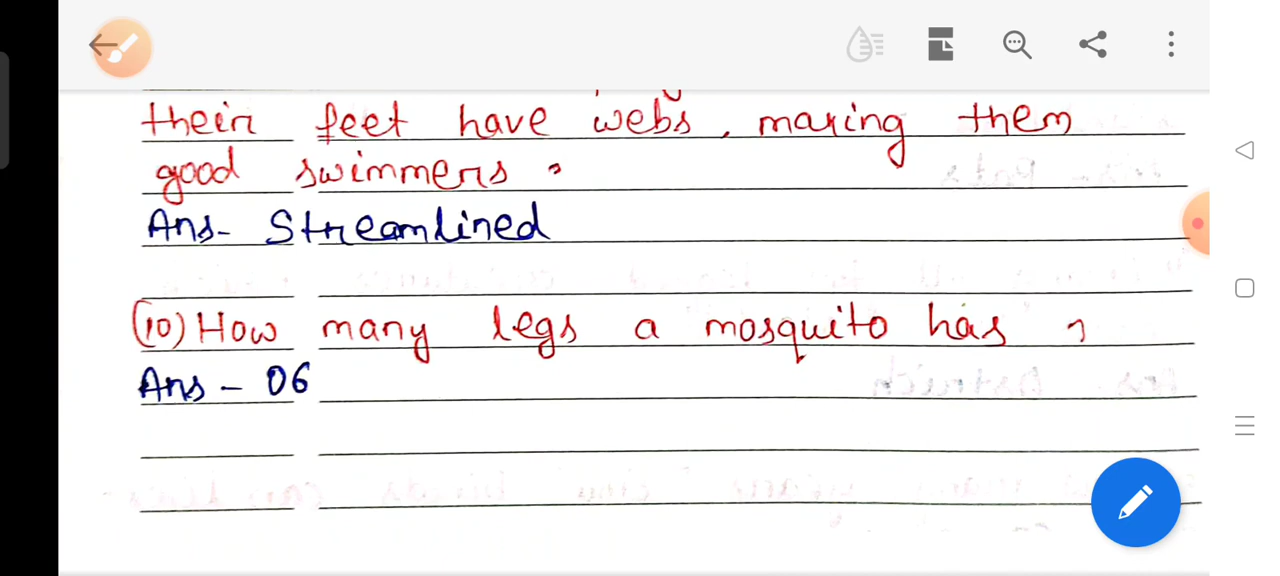 their feet have webs, making them
good swimmers.
Ans- Streamlined
(10) How many legs a mosquito has ?
Ans - 06